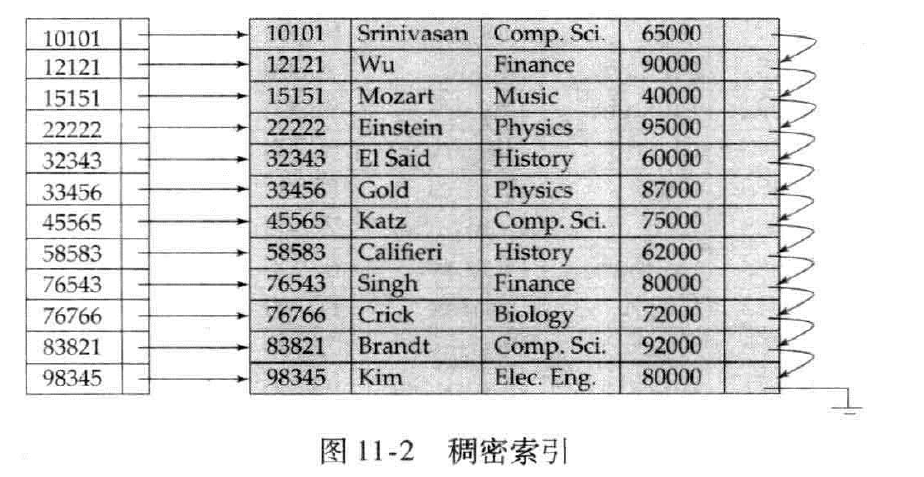 10101 10101 Srinivasan Comp. Sci. 65000
12121 12121 Wu Finance 90000
15151 15151 Mozart Music 40000
22222 22222 Einstein Physics 95000
32343 32343 El Said History 60000
33456 33456 Gold Physics 87000
45565 45565 Katz Comp. Sci. 75000
58583 58583 Califieri History 62000
76543 76543 Singh Finance 80000
76766 76766 Crick Biology 72000
83821 83821 Brandt Comp. Sci. 92000
98345 98345 Kim Elec. Eng. 80000
图 11-2 稠密索引